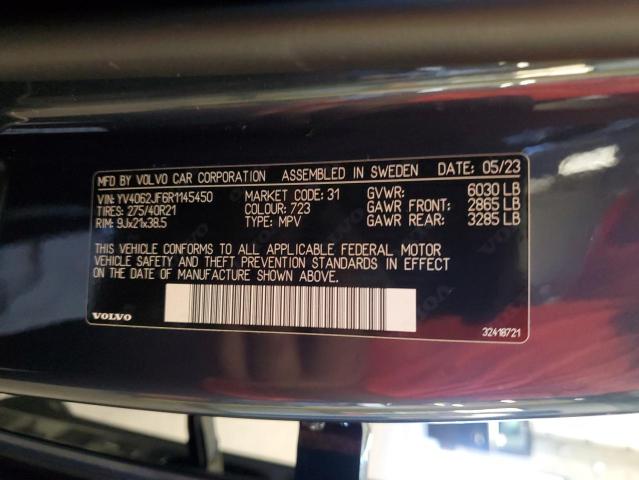 MFD BY VOLVO CAR CORPORATION ASSEMBLED IN SWEDEN DATE: 05/23
VIN: YV4062JF6R1145450 MARKET CODE: 31 GVWR: 6030 LB
TIRES: 275/40R21 COLOUR: 723 GAWR FRONT: 2865 LB
RIM: 9Jx21x38.5 TYPE: MPV GAWR REAR: 3285 LB
THIS VEHICLE CONFORMS TO ALL APPLICABLE FEDERAL MOTOR
VEHICLE SAFETY AND THEFT PREVENTION STANDARDS IN EFFECT
ON THE DATE OF MANUFACTURE SHOWN ABOVE.
VOLVO 32418721